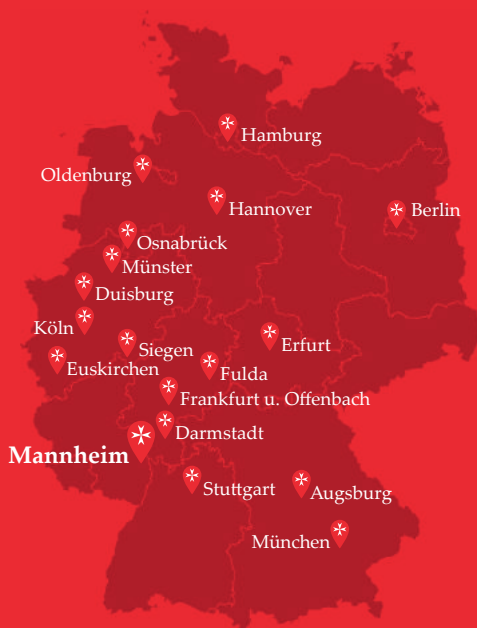 Hamburg
Oldenburg
Hannover
Berlin
Osnabrück
Münster
Duisburg
Köln
Siegen
Erfurt
Euskirchen
Fulda
Frankfurt u. Offenbach
Darmstadt
Mannheim
Stuttgart
Augsburg
München